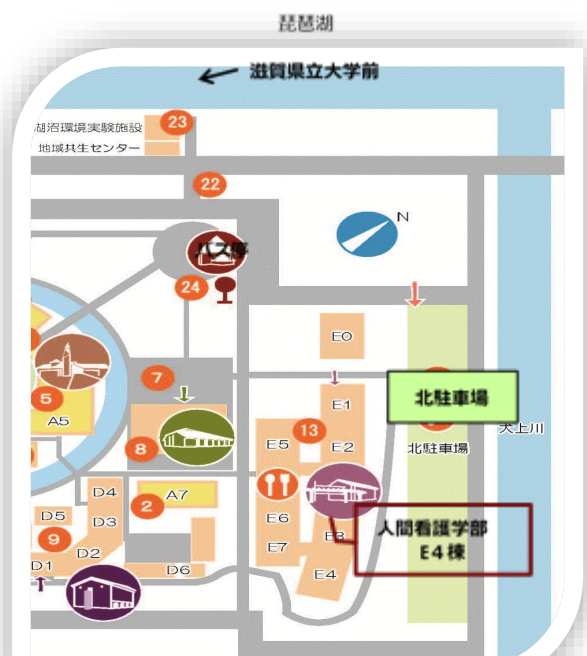 琵琶湖
滋賀県立大学前
湖沼環境実験施設
23
地域共生センター
22
N
バス停
24
E0
7
E1
北駐車場
5
A5
13
犬上川
8
E5
E2
北駐車場
D4
2
A7
D5
D3
E6
人間看護学部
E4棟
9
D2
E7
E3
D1
D6
E4